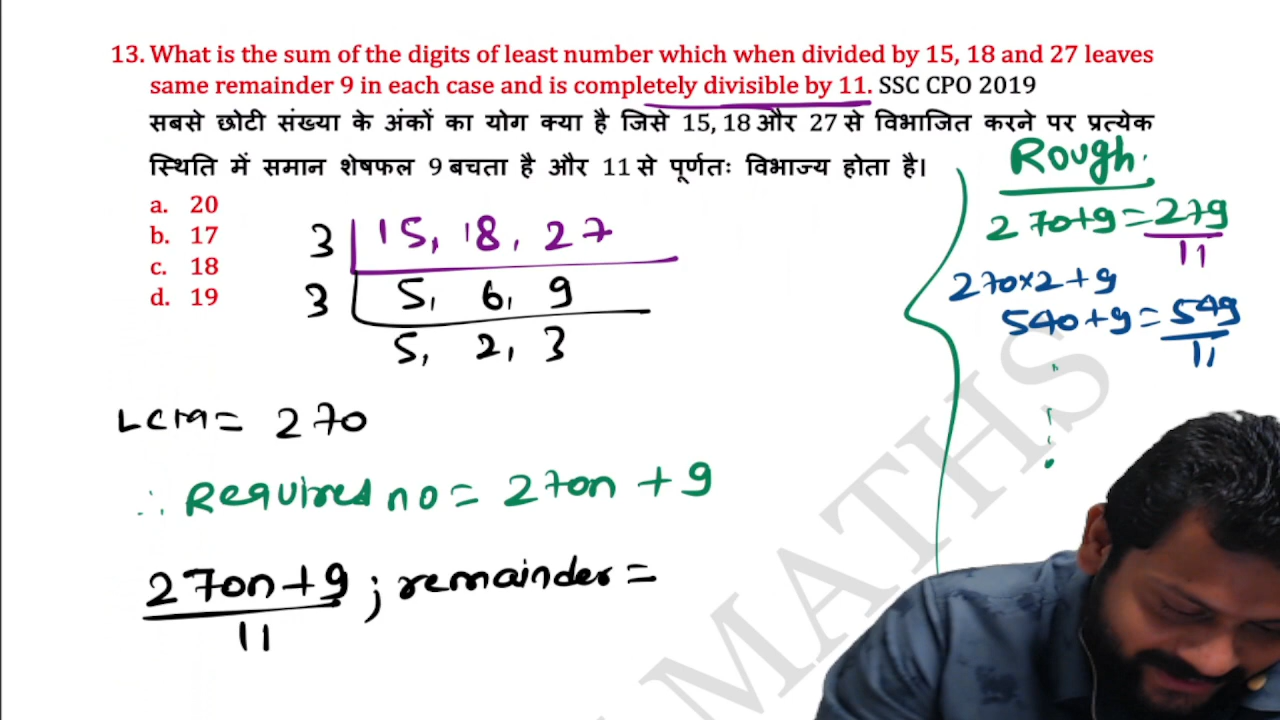 13. What is the sum of the digits of least number which when divided by 15, 18 and 27 leaves
same remainder 9 in each case and is completely divisible by 11. SSC CPO 2019
सबसे छोटी संख्या के अंकों का योग क्या है जिसे 15, 18 और 27 से विभाजित करने पर प्रत्येक
स्थिति में समान शेषफल 9 बचता है और 11 से पूर्णतः विभाज्य होता है।
a. 20
b. 17
c. 18
d. 19
3 15, 18, 27
3 5, 6, 9
5, 2, 3
LCM = 270
∴ Required no = 270n + 9
270n + 9 ; remainder =
11
Rough
270+9 = 279
11
270×2 + 9
540+9 = 549
11
MATHS